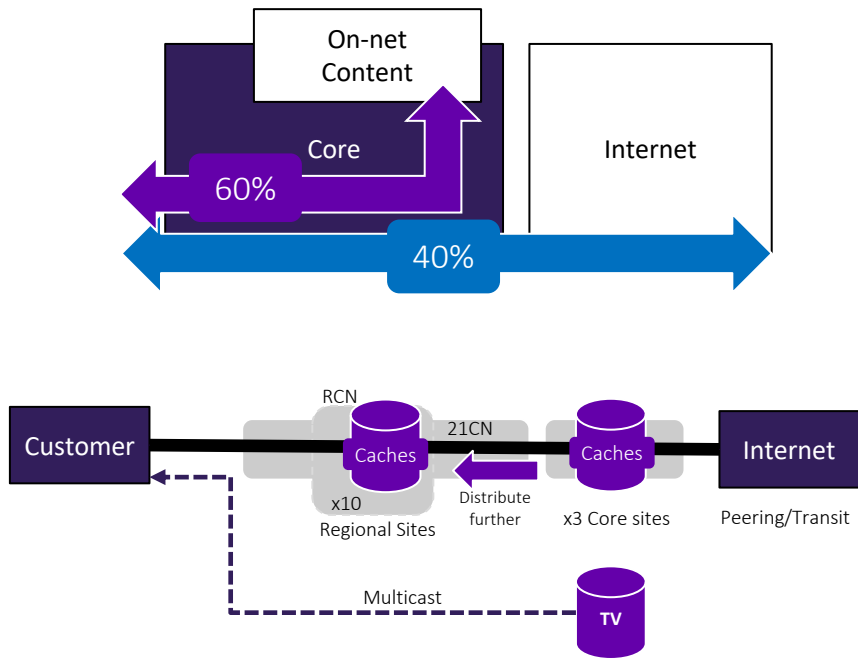 On-net
Content
Core
Internet
60%
40%
RCN
21CN
Customer
Caches
Caches
Internet
x10
Distribute
further
Regional Sites
x3 Core sites
Peering/Transit
Multicast
TV